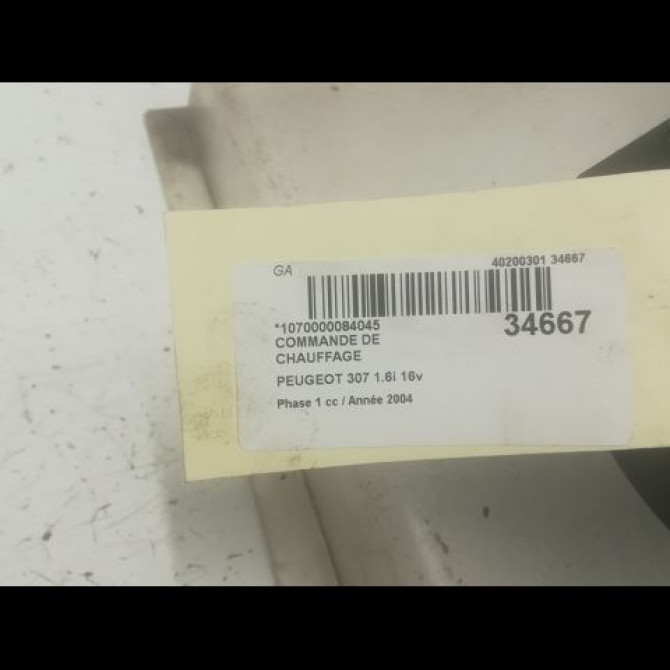 GA
40200301 34667
*1070000084045
34667
COMMANDE DE
CHAUFFAGE
PEUGEOT 307 1.6i 16v
Phase 1 cc / Année 2004